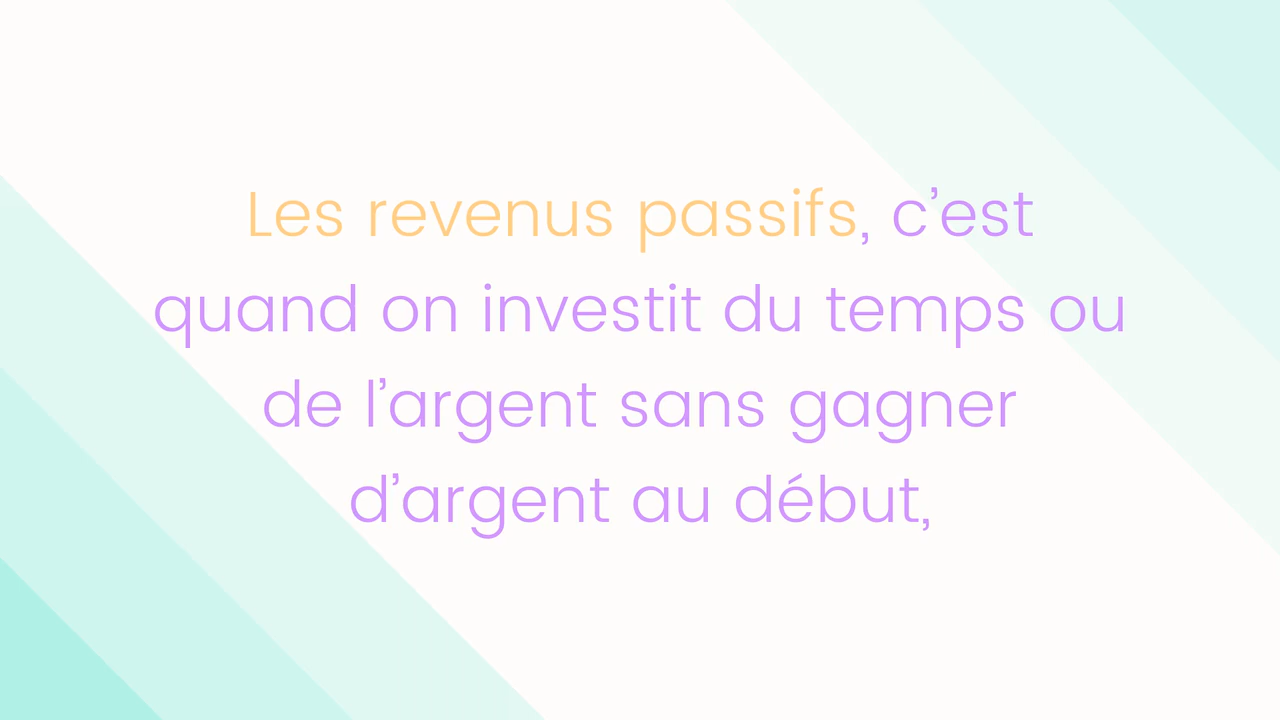 Les revenus passifs, c’est
quand on investit du temps ou
de l’argent sans gagner
d’argent au début,